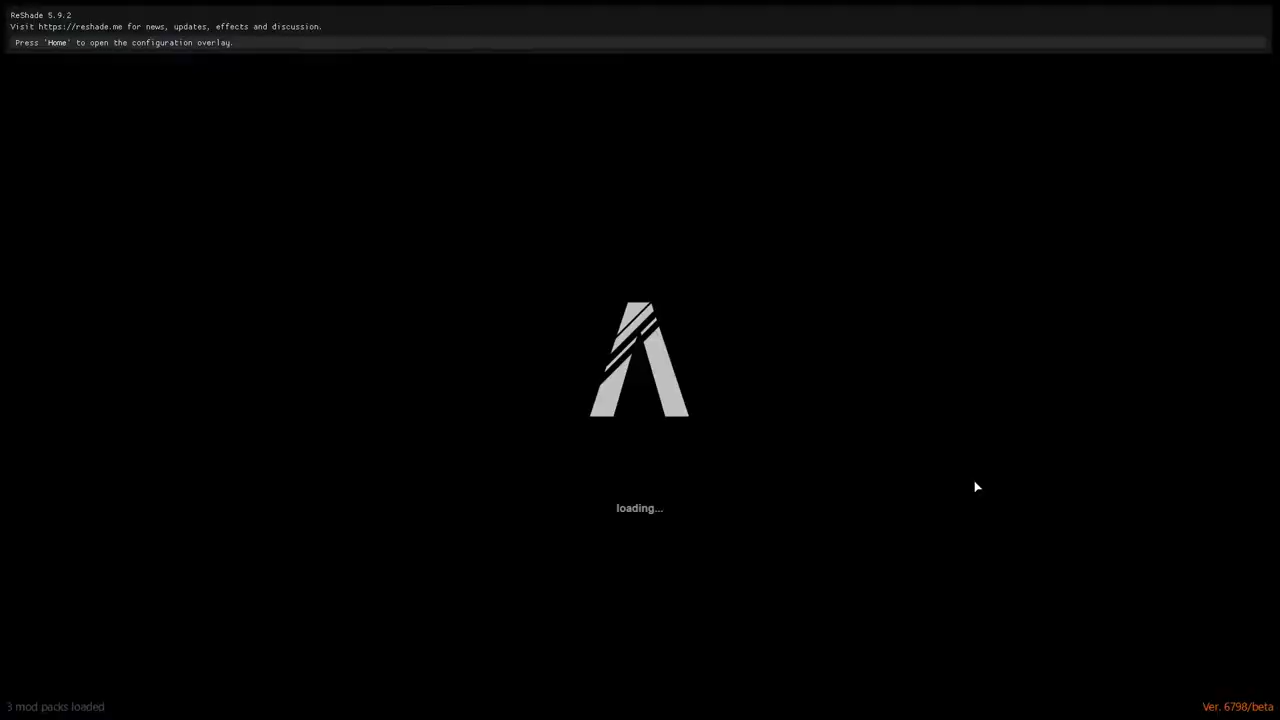 ReShade 5.9.2
Visit https://reshade.me for news, updates, effects and discussion.
Press 'Home' to open the configuration overlay.
loading...
3 mod packs loaded
Ver. 6798/beta